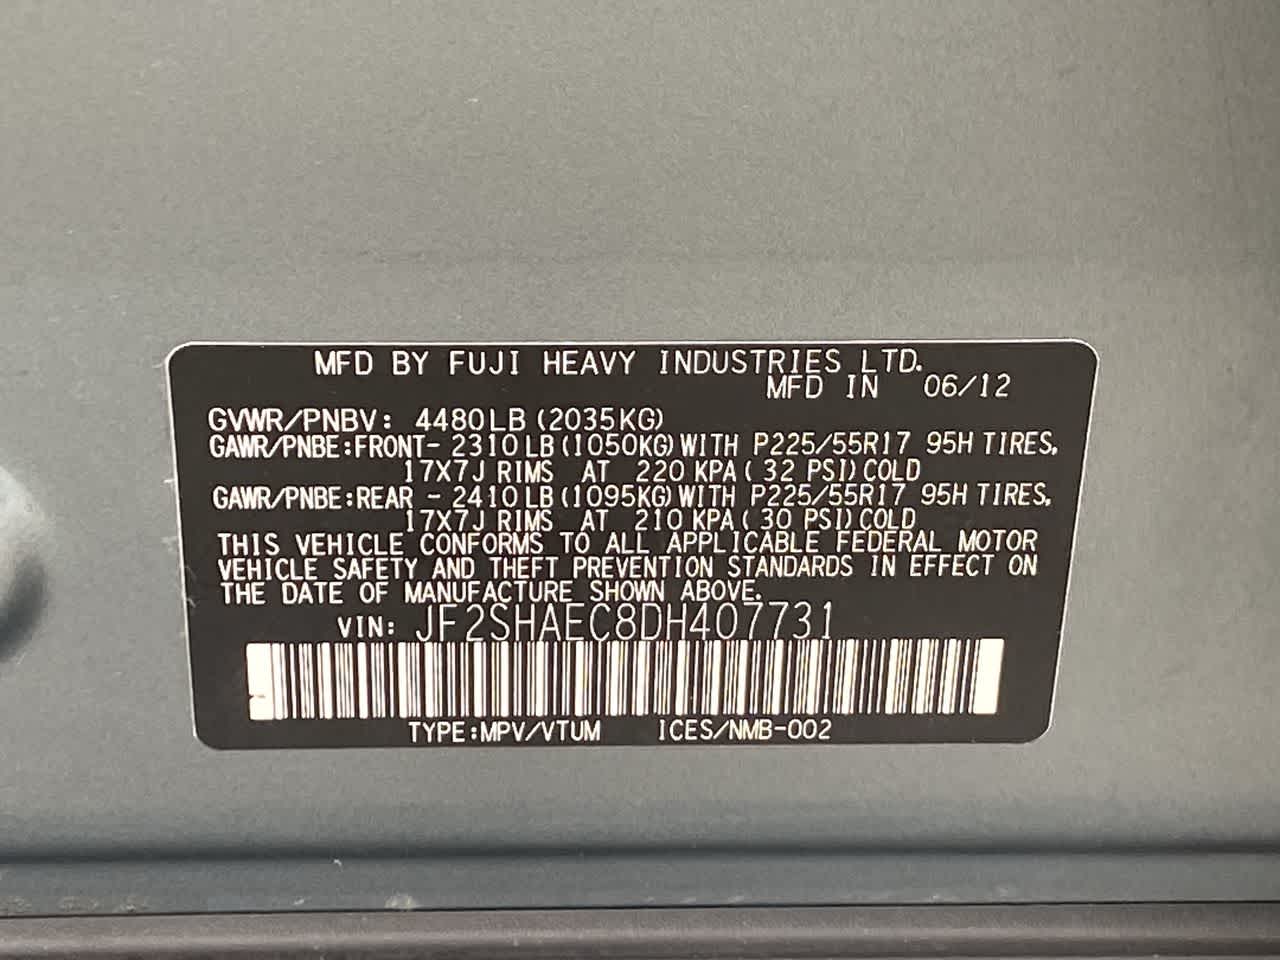 MFD BY FUJI HEAVY INDUSTRIES LTD.
MFD IN 06/12
GVWR/PNBV: 4480LB (2035KG)
GAWR/PNBE:FRONT- 2310LB (1050KG) WITH P225/55R17 95H TIRES,
17X7J RIMS AT 220 KPA ( 32 PSI) COLD
GAWR/PNBE:REAR - 2410LB (1095KG) WITH P225/55R17 95H TIRES,
17X7J RIMS AT 210 KPA ( 30 PSI) COLD
THIS VEHICLE CONFORMS TO ALL APPLICABLE FEDERAL MOTOR
VEHICLE SAFETY AND THEFT PREVENTION STANDARDS IN EFFECT ON
THE DATE OF MANUFACTURE SHOWN ABOVE.
VIN: JF2SHAEC8DH407731
TYPE:MPV/VTUM ICES/NMB-002